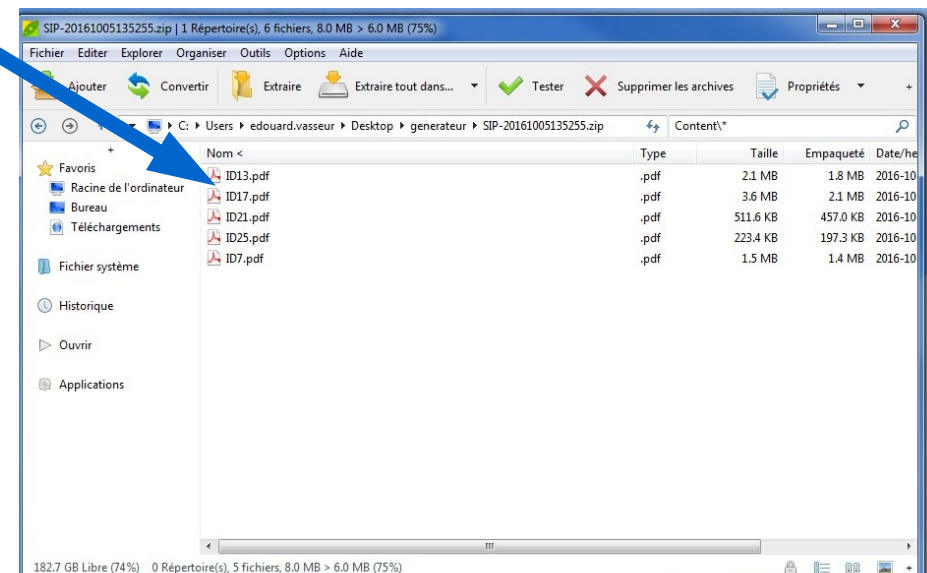 SIP-20161005135255.zip | 1 Répertoire(s), 6 fichiers, 8.0 MB > 6.0 MB (75%)
Fichier Editer Explorer Organiser Outils Options Aide
Ajouter Convertir Extraire Extraire tout dans... Tester Supprimer les archives Propriétés +
C: Users edouard.vasseur Desktop generateur SIP-20161005135255.zip Content\*
+ Nom < Type Taille Empaqueté Date/he
Favoris ID13.pdf .pdf 2.1 MB 1.8 MB 2016-10
Racine de l'ordinateur ID17.pdf .pdf 3.6 MB 2.1 MB 2016-10
Bureau ID21.pdf .pdf 511.6 KB 457.0 KB 2016-10
Téléchargements ID25.pdf .pdf 223.4 KB 197.3 KB 2016-10
Fichier système ID7.pdf .pdf 1.5 MB 1.4 MB 2016-10
Historique
Ouvrir
Applications
182.7 GB Libre (74%) 0 Répertoire(s), 5 fichiers, 8.0 MB > 6.0 MB (75%) +